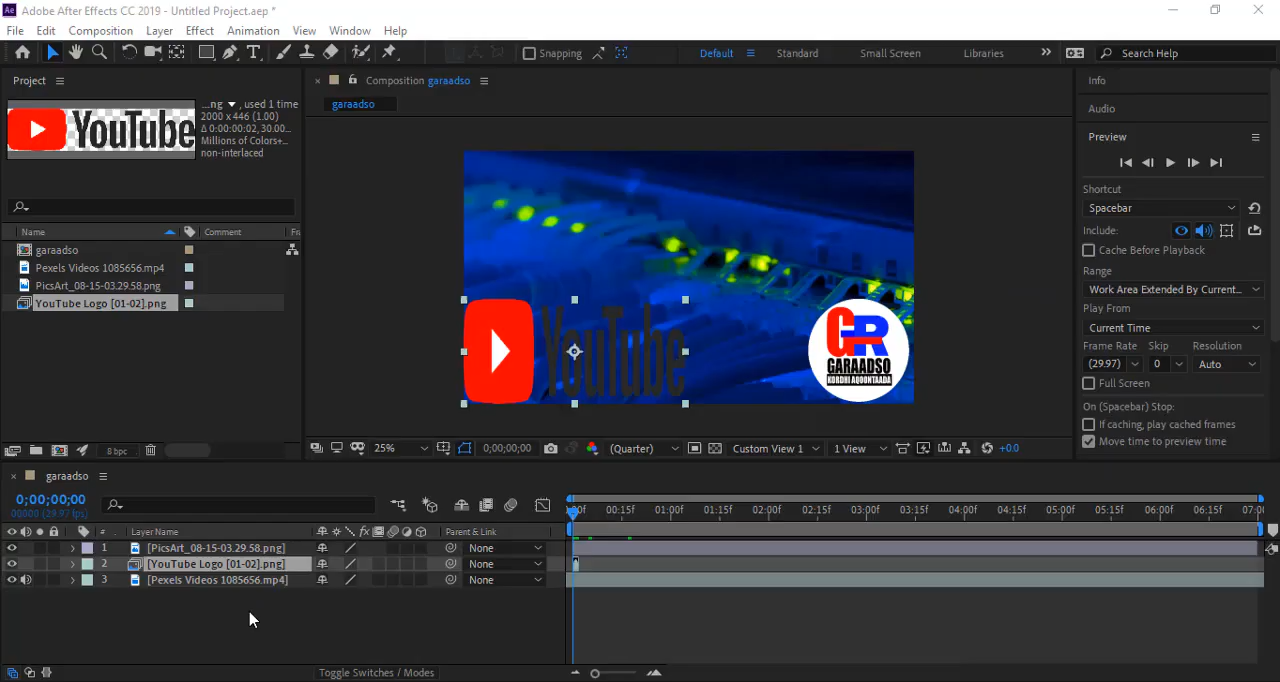 Adobe After Effects CC 2019 - Untitled Project.aep *
File Edit Composition Layer Effect Animation View Window Help
Snapping Default Standard Small Screen Libraries Search Help
Project
Composition garaadso
garaadso
...ng ▼ , used 1 time
2000 x 446 (1.00)
Δ 0:00:00:02, 30.00...
Millions of Colors+...
non-interlaced
YouTube
Name Comment Fr
garaadso
Pexels Videos 1085656.mp4
PicsArt_08-15-03.29.58.png
YouTube Logo [01-02].png
8 bpc
YouTube
GR
GARAADSO
KORDHI AQOONTAADA
25% 0;00;00;00 (Quarter) Custom View 1 1 View +0.0
Info
Audio
Preview
Shortcut
Spacebar
Include:
Cache Before Playback
Range
Work Area Extended By Current...
Play From
Current Time
Frame Rate Skip Resolution
(29.97) 0 Auto
Full Screen
On (Spacebar) Stop:
If caching, play cached frames
Move time to preview time
garaadso
0;00;00;00
00000 (29.97 fps)
# Layer Name Parent & Link
1 [PicsArt_08-15-03.29.58.png] None
2 [YouTube Logo [01-02].png] None
3 [Pexels Videos 1085656.mp4] None
:00f 00:15f 01:00f 01:15f 02:00f 02:15f 03:00f 03:15f 04:00f 04:15f 05:00f 05:15f 06:00f 06:15f 07:0
Toggle Switches / Modes